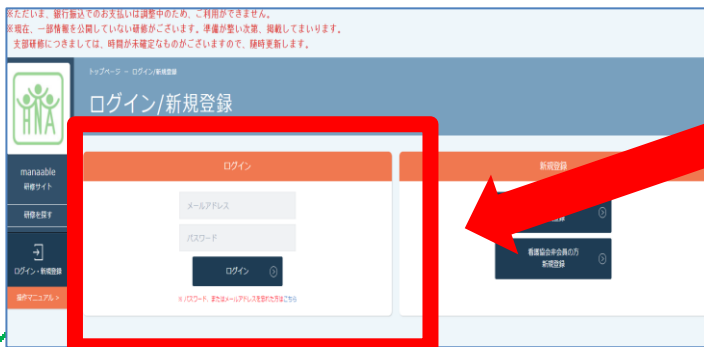 ※ただいま、銀行振込でのお支払いは調整中のため、ご利用ができません。
※現在、一部情報を公開していない研修がございます。準備が整い次第、掲載してまいります。
支部研修につきましては、時間が未確定なものがございますので、随時更新します。
トップページ － ログイン/新規登録
ログイン/新規登録
HNA
manaable
研修サイト
研修を探す
ログイン・新規登録
操作マニュアル >
ログイン
メールアドレス
パスワード
ログイン
※ パスワード、またはメールアドレスを忘れた方はこちら
新規登録
登録
看護協会非会員の方
新規登録